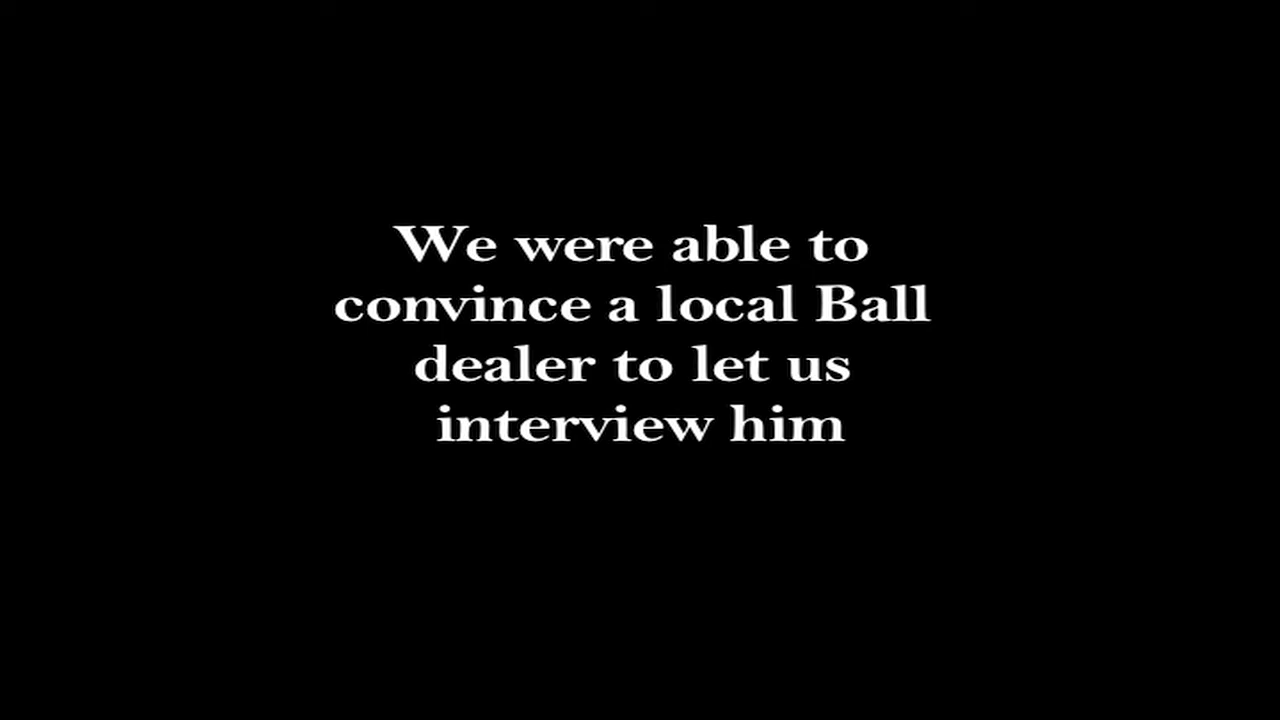 We were able to
convince a local Ball
dealer to let us
interview him